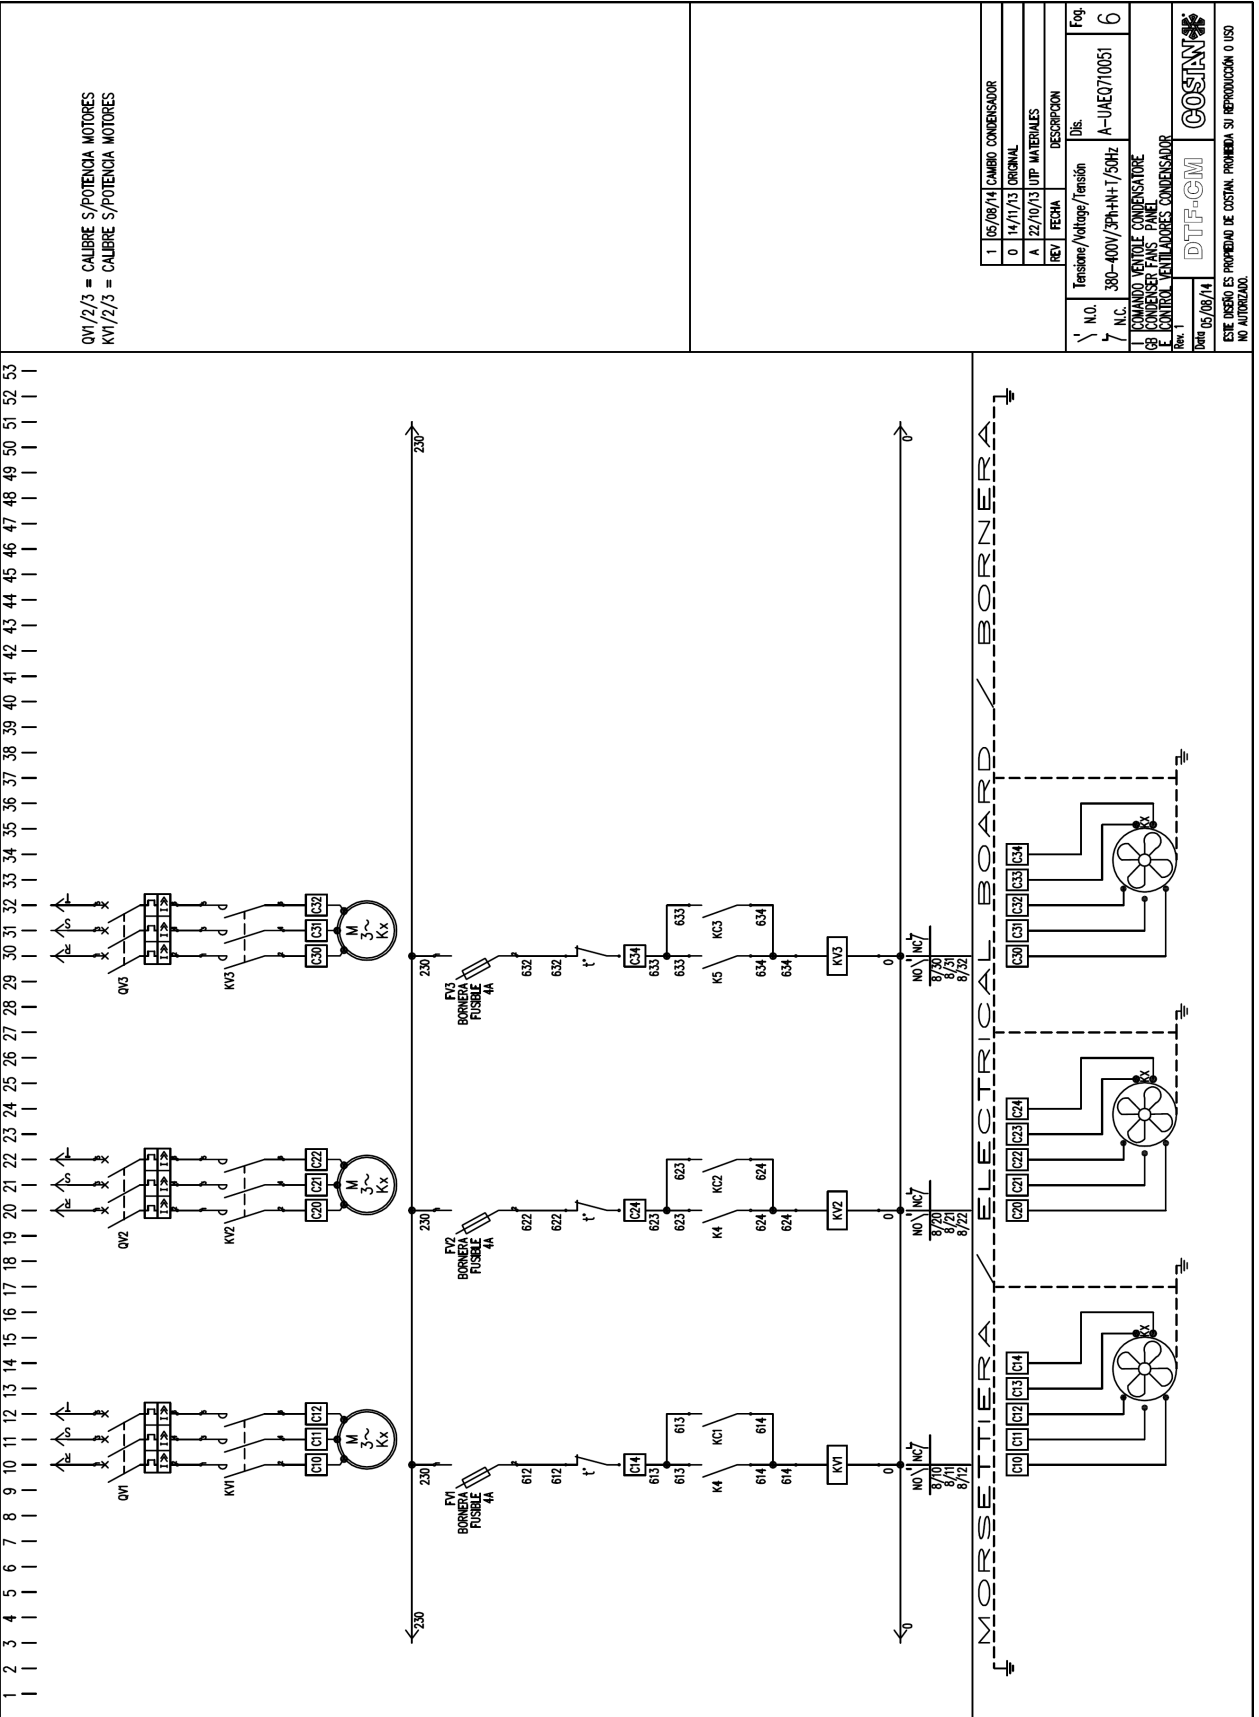 1 2 3 4 5 6 7 8 9 10 11 12 13 14 15 16 17 18 19 20 21 22 23 24 25 26 27 28 29 30 31 32 33 34 35 36 37 38 39 40 41 42 43 44 45 46 47 48 49 50 51 52 53
QV1/2/3 = CALIBRE S/POTENCIA MOTORES
KV1/2/3 = CALIBRE S/POTENCIA MOTORES
R S T R S T R S T
QV1 QV2 QV3
KV1 KV2 KV3
C10 C11 C12 C20 C21 C22 C30 C31 C32
M M M
3~ 3~ 3~
Kx Kx Kx
230 230 230 230 230
FV1 FV2 FV3
BORNERA BORNERA BORNERA
FUSIBLE FUSIBLE FUSIBLE
4A 4A 4A
612 622 632
612 622 632
t° t° t°
C14 C24 C34
613 623 633
613 613 623 623 633 633
K4 KC1 K4 KC2 K5 KC3
614 614 624 624 634 634
614 624 634
KV1 KV2 KV3
0 0 0 0 0
NO NC NO NC NO NC
8/10 8/20 8/30
8/11 8/21 8/31
8/12 8/22 8/32
MORSETTIERA / ELECTRICAL BOARD / BORNERA
C10 C11 C12 C13 C14 C20 C21 C22 C23 C24 C30 C31 C32 C33 C34
KX KX KX
1 05/08/14 CAMBIO CONDENSADOR
0 14/11/13 ORIGINAL
A 22/10/13 UTP MATERIALES
REV FECHA DESCRIPCION
N.O.
N.C.
Tensione/Voltage/Tensión
380-400V/3Ph+N+T/50Hz
Dis.
A-UAEQ710051
Fog.
6
I COMANDO VENTOLE CONDENSATORE
GB CONDENSER FANS PANEL
E CONTROL VENTILADORES CONDENSADOR
Rev. 1
Data 05/08/14
DTF-CM
COSTAN
ESTE DISEÑO ES PROPIEDAD DE COSTAN. PROHIBIDA SU REPRODUCCIÓN O USO
NO AUTORIZADO.